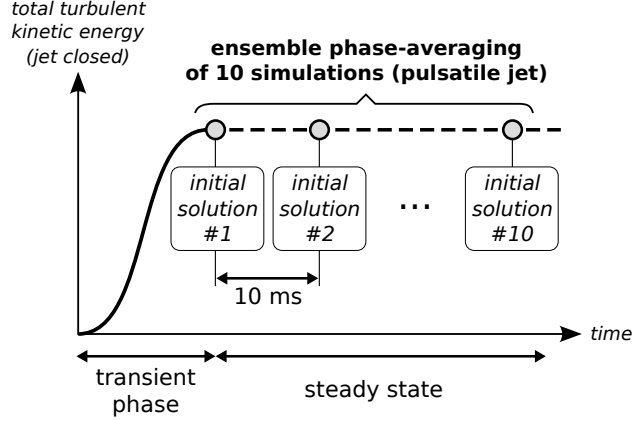 total turbulent
kinetic energy
(jet closed)
ensemble phase-averaging
of 10 simulations (pulsatile jet)
initial
solution
#1
initial
solution
#2
...
initial
solution
#10
10 ms
time
transient
phase
steady state